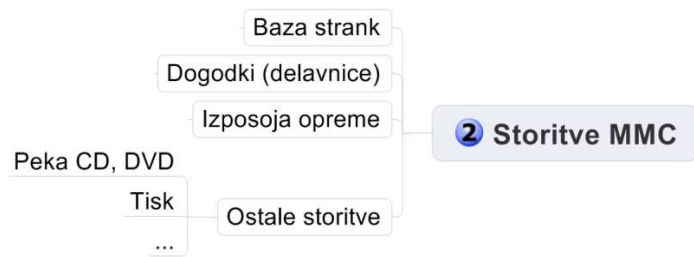 Baza strank
Dogodki (delavnice)
Izposoja opreme
2 Storitve MMC
Peka CD, DVD
Tisk
Ostale storitve
...